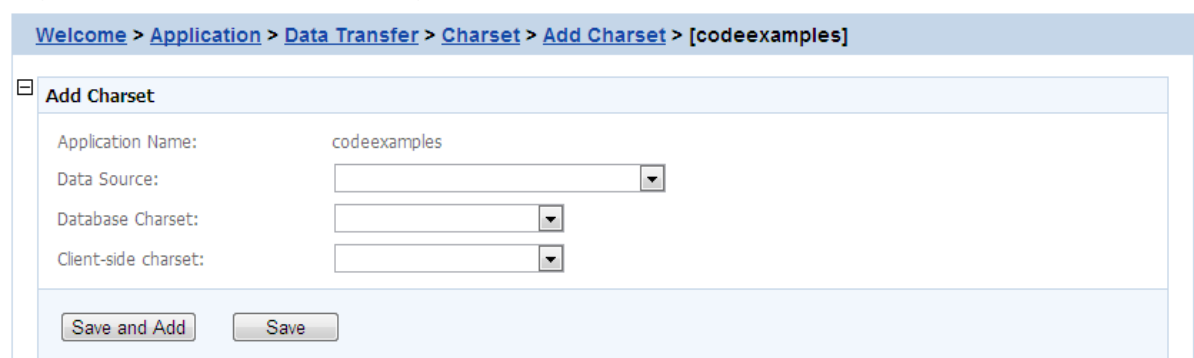 Welcome > Application > Data Transfer > Charset > Add Charset > [codeexamples]
Add Charset
Application Name: codeexamples
Data Source:
Database Charset:
Client-side charset:
Save and Add Save